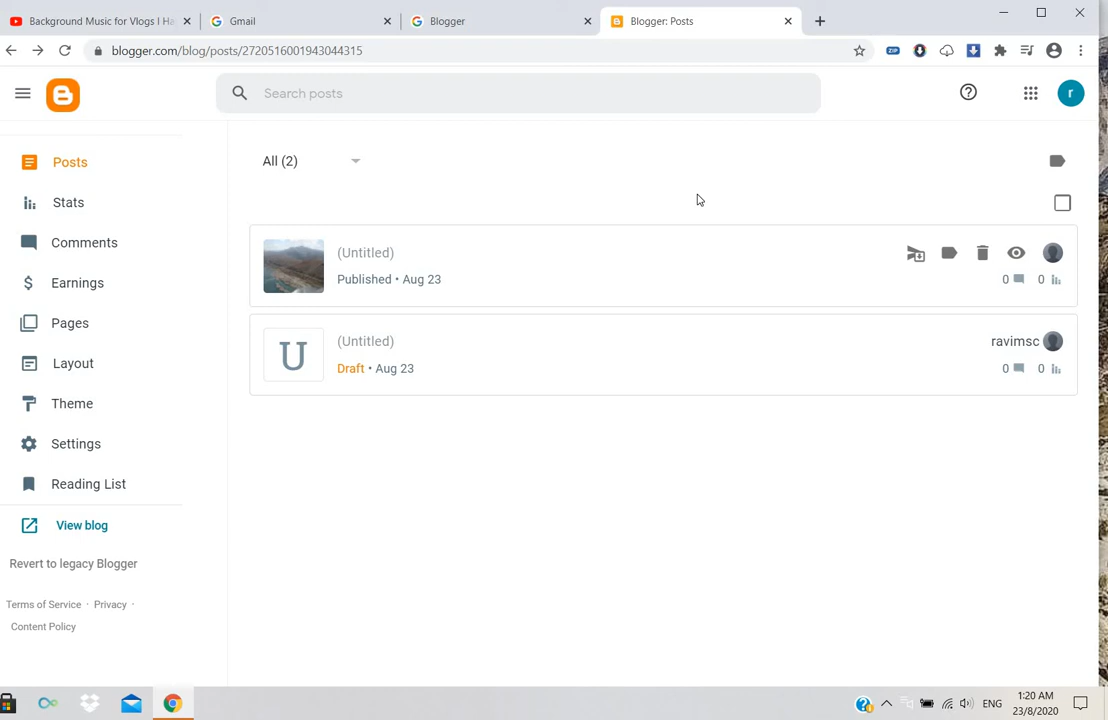 Background Music for Vlogs I Ha
Gmail
Blogger
Blogger: Posts
blogger.com/blog/posts/2720516001943044315
ZIP
Search posts
r
Posts
Stats
Comments
Earnings
Pages
Layout
Theme
Settings
Reading List
View blog
Revert to legacy Blogger
Terms of Service · Privacy ·
Content Policy
All (2)
(Untitled)
Published • Aug 23
0 0
U
(Untitled)
ravimsc
Draft • Aug 23
0 0
ENG
1:20 AM
23/8/2020